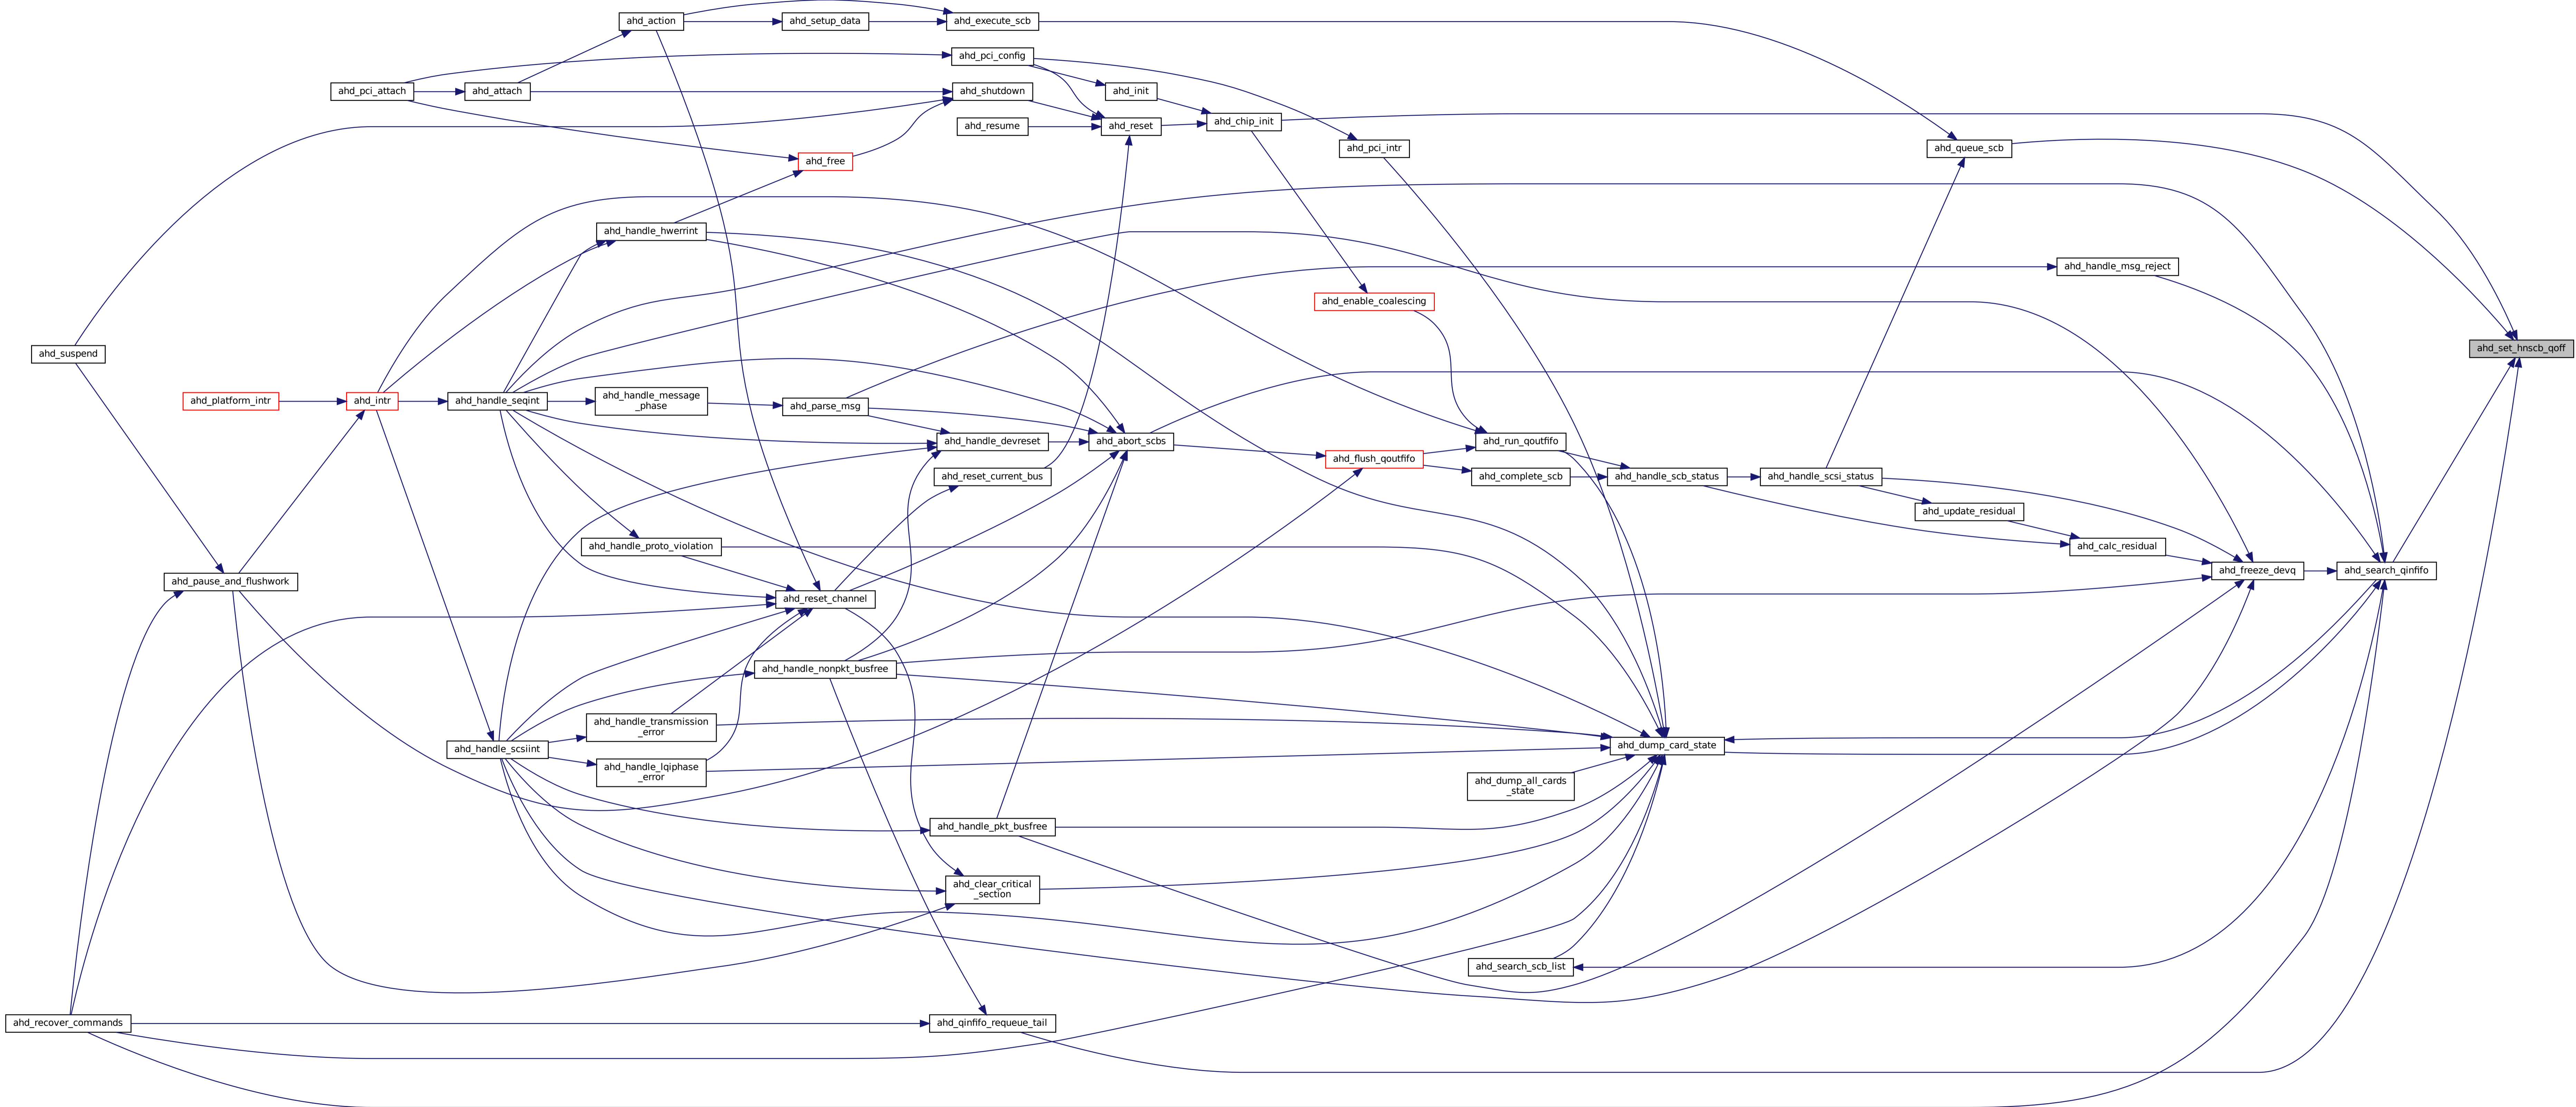 ahd_action
ahd_setup_data
ahd_execute_scb
ahd_pci_config
ahd_pci_attach
ahd_attach
ahd_shutdown
ahd_init
ahd_resume
ahd_reset
ahd_chip_init
ahd_pci_intr
ahd_queue_scb
ahd_free
ahd_handle_hwerrint
ahd_handle_msg_reject
ahd_enable_coalescing
ahd_set_hnscb_qoff
ahd_suspend
ahd_platform_intr
ahd_intr
ahd_handle_seqint
ahd_handle_message
_phase
ahd_parse_msg
ahd_handle_devreset
ahd_abort_scbs
ahd_run_qoutfifo
ahd_flush_qoutfifo
ahd_reset_current_bus
ahd_complete_scb
ahd_handle_scb_status
ahd_handle_scsi_status
ahd_update_residual
ahd_handle_proto_violation
ahd_calc_residual
ahd_pause_and_flushwork
ahd_freeze_devq
ahd_search_qinfifo
ahd_reset_channel
ahd_handle_nonpkt_busfree
ahd_handle_transmission
_error
ahd_handle_scsiint
ahd_dump_card_state
ahd_handle_lqiphase
_error
ahd_dump_all_cards
_state
ahd_handle_pkt_busfree
ahd_clear_critical
_section
ahd_search_scb_list
ahd_recover_commands
ahd_qinfifo_requeue_tail